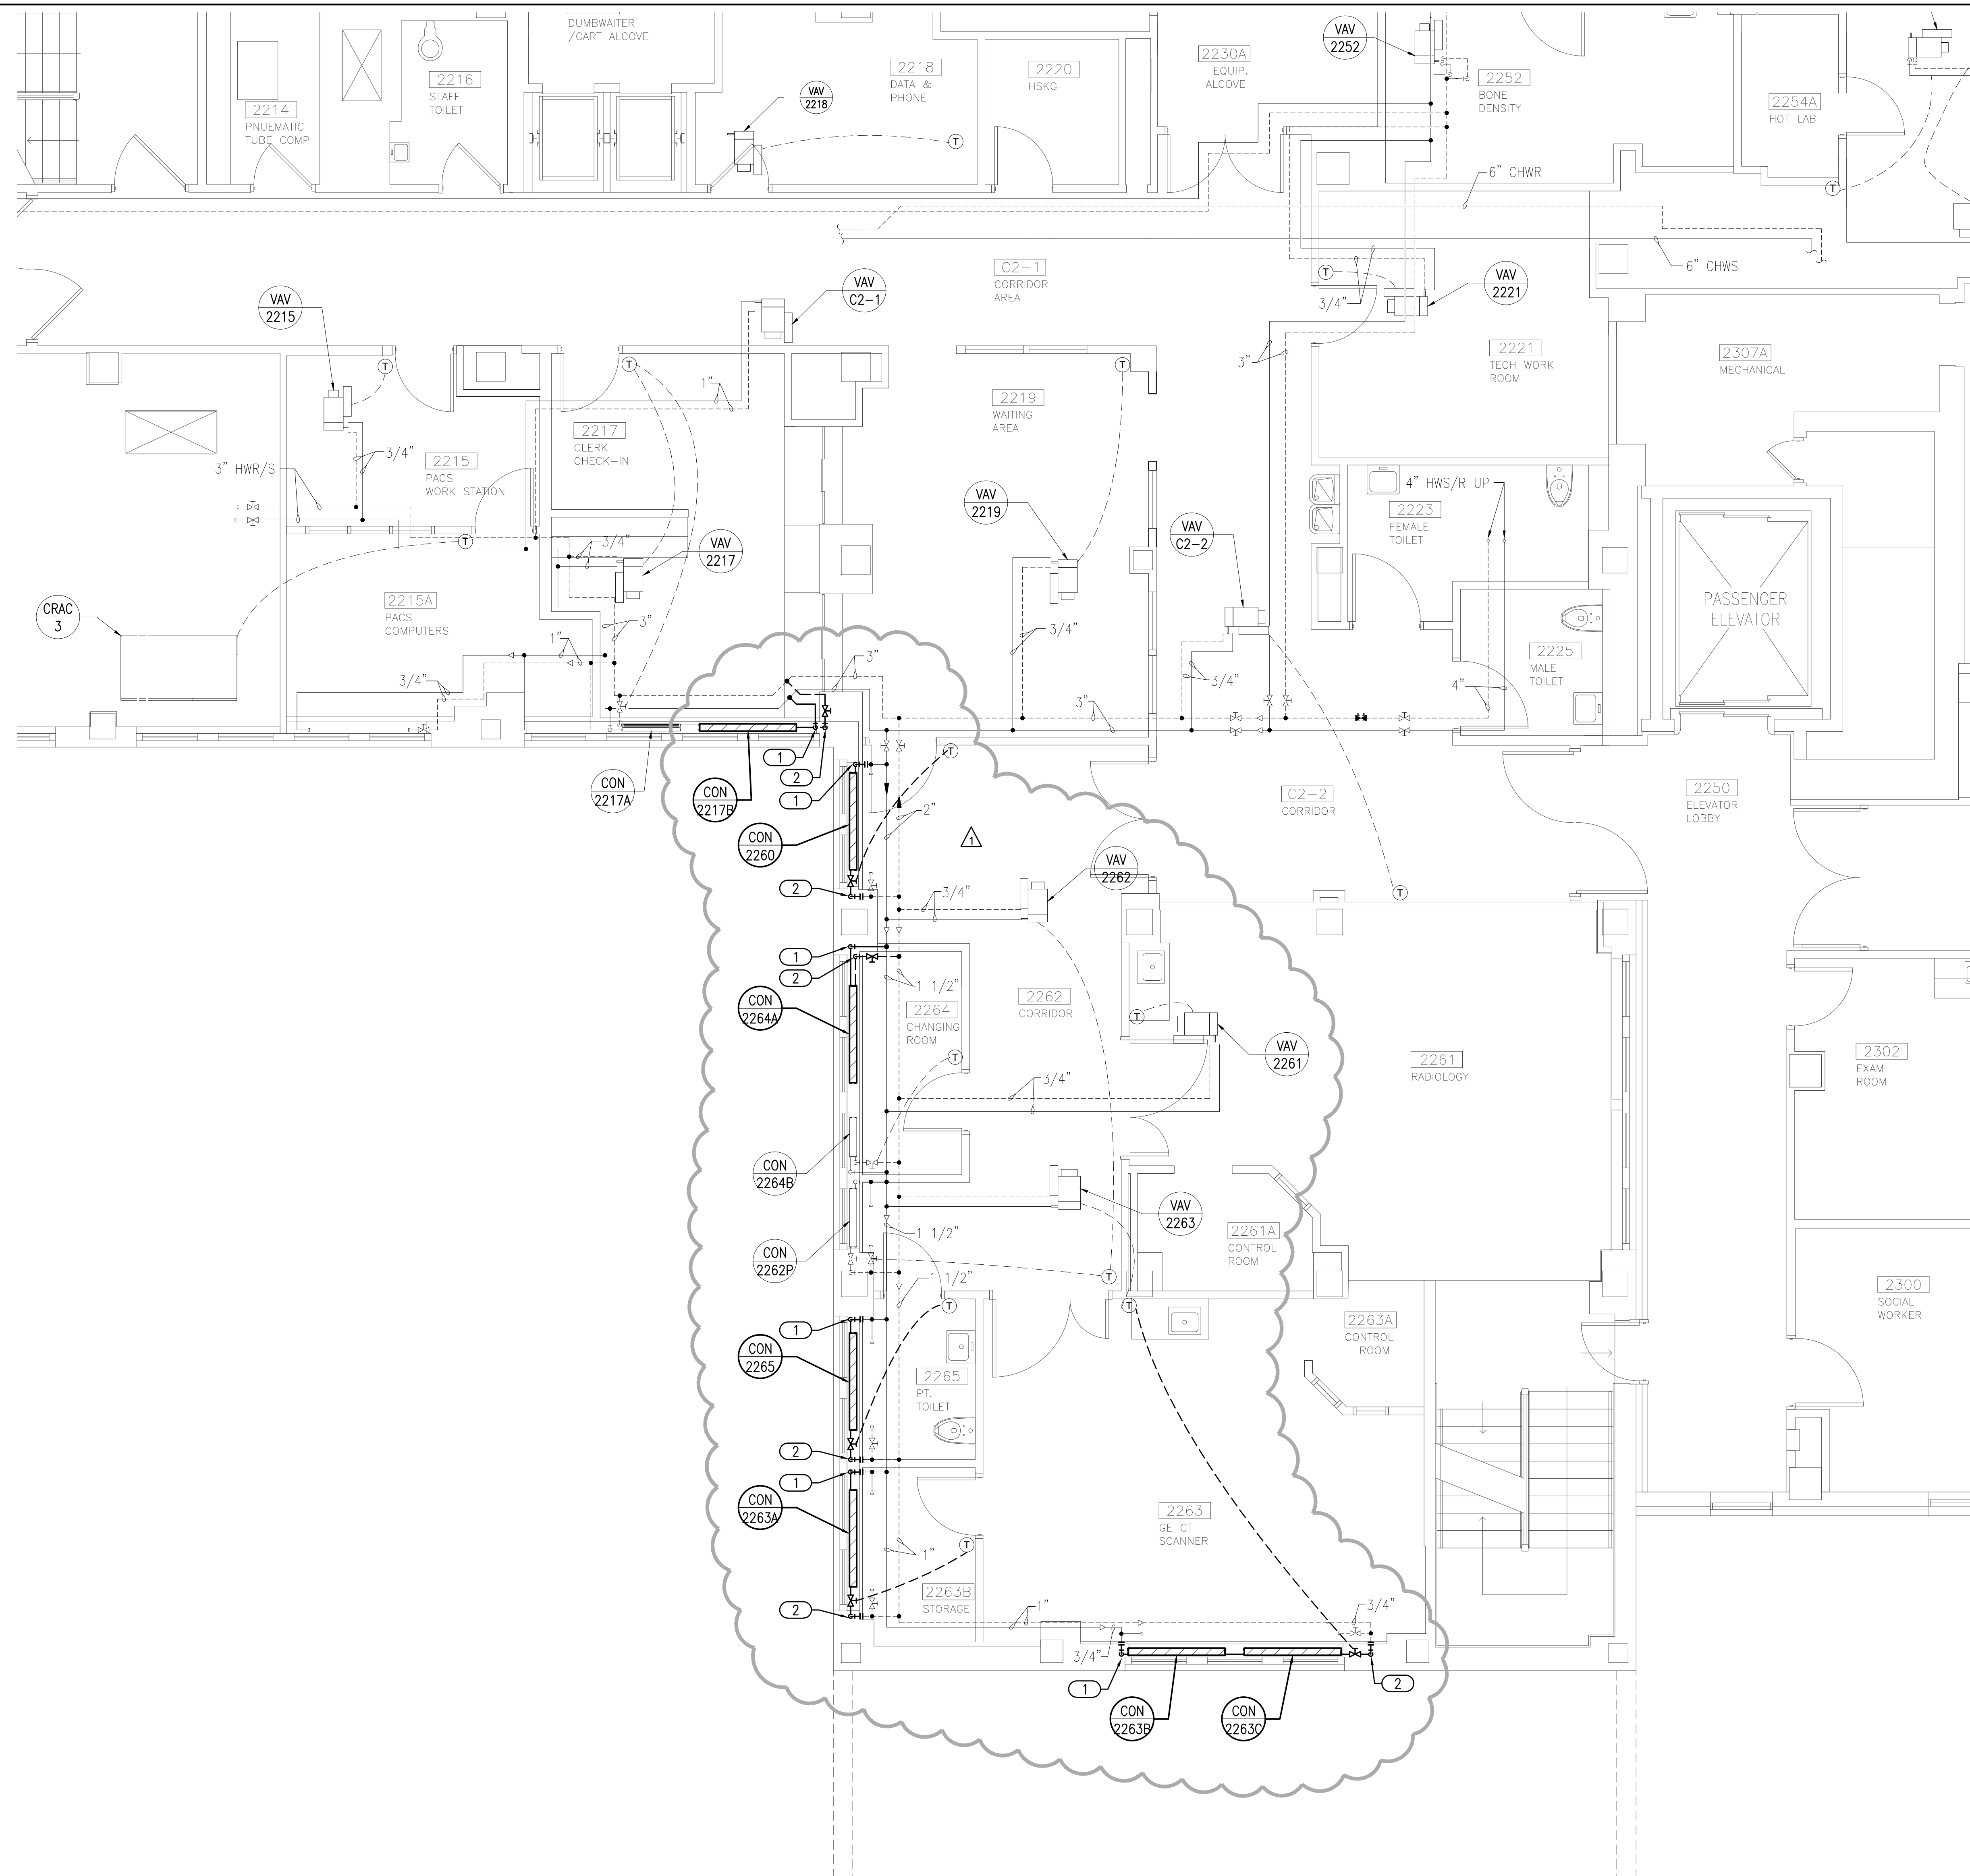 DUMBWAITER
/CART ALCOVE
2216
STAFF
TOILET
2214
PNUEMATIC
TUBE COMP
VAV
2218
2218
DATA &
PHONE
2220
HSKG
2230A
EQUIP.
ALCOVE
VAV
2252
2252
BONE
DENSITY
2254A
HOT LAB
T
T
6" CHWR
6" CHWS
VAV
2215
T
VAV
C2-1
C2-1
CORRIDOR
AREA
T
3/4"
VAV
2221
2221
TECH WORK
ROOM
2307A
MECHANICAL
3"
T
1"
T
2219
WAITING
AREA
2217
CLERK
CHECK-IN
3/4"
3" HWR/S
2215
PACS
WORK STATION
T
3/4"
VAV
2217
VAV
2219
VAV
C2-2
4" HWS/R UP
2223
FEMALE
TOILET
PASSENGER
ELEVATOR
CRAC
3
2215A
PACS
COMPUTERS
3"
1"
3/4"
3/4"
3"
3/4"
3"
4"
2225
MALE
TOILET
CON
2217A
CON
2217B
1
2
1
T
CON
2260
2"
1
C2-2
CORRIDOR
2250
ELEVATOR
LOBBY
2
3/4"
VAV
2262
T
1
2
1 1/2"
CON
2264A
2264
CHANGING
ROOM
2262
CORRIDOR
T
VAV
2261
2261
RADIOLOGY
2302
EXAM
ROOM
T
3/4"
CON
2264B
VAV
2263
1 1/2"
2261A
CONTROL
ROOM
CON
2262P
1 1/2"
T
T
T
2300
SOCIAL
WORKER
1
CON
2265
2265
PT.
TOILET
2263A
CONTROL
ROOM
2
1
CON
2263A
2263
GE CT
SCANNER
T
1"
2263B
STORAGE
2
1"
3/4"
3/4"
1
2
CON
2263B
CON
2263C